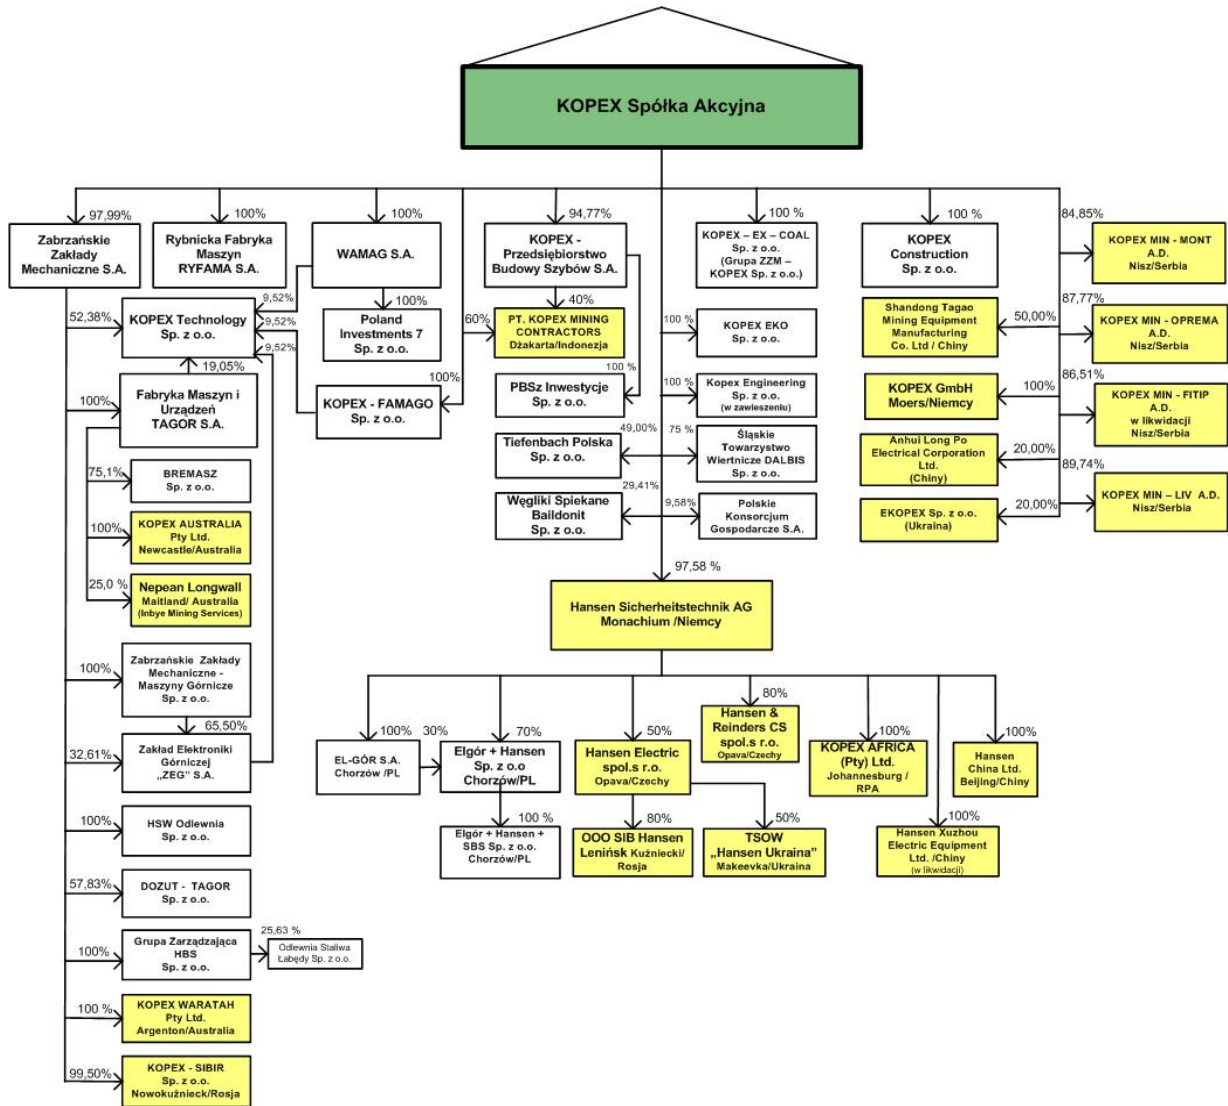 KOPEX Spółka Akcyjna
97,99%
Zabrzańskie
Zakłady
Mechaniczne S.A.
100%
Rybnicka Fabryka
Maszyn
RYFAMA S.A.
100%
WAMAG S.A.
94,77%
KOPEX -
Przedsiębiorstwo
Budowy Szybów S.A.
100 %
KOPEX – EX – COAL
Sp. z o.o.
(Grupa ZZM –
KOPEX Sp. z o.o.)
100 %
KOPEX
Construction
Sp. z o.o.
84,85%
KOPEX MIN - MONT
A.D.
Nisz/Serbia
52,38%
KOPEX Technology
Sp. z o.o.
9,52%
9,52%
9,52%
100%
Poland
Investments 7
Sp. z o.o.
60%
40%
PT. KOPEX MINING
CONTRACTORS
Dżakarta/Indonezja
100 %
KOPEX EKO
Sp. z o.o.
Shandong Tagao
Mining Equipment
Manufacturing
Co. Ltd / Chiny
50,00%
87,77%
KOPEX MIN - OPREMA
A.D.
Nisz/Serbia
19,05%
100%
Fabryka Maszyn i
Urządzeń
TAGOR S.A.
100%
KOPEX - FAMAGO
Sp. z o.o.
100 %
PBSz Inwestycje
Sp. z o.o.
100 %
Kopex Engineering
Sp. z o.o.
(w zawieszeniu)
KOPEX GmbH
Moers/Niemcy
100%
86,51%
KOPEX MIN - FITIP
A.D.
w likwidacji
Nisz/Serbia
75,1%
BREMASZ
Sp. z o.o.
49,00%
Tiefenbach Polska
Sp. z o.o.
75 %
Śląskie
Towarzystwo
Wiertnicze DALBIS
Sp. z o.o.
Anhui Long Po
Electrical Corporation
Ltd.
(Chiny)
20,00%
89,74%
KOPEX MIN – LIV A.D.
Nisz/Serbia
100%
KOPEX AUSTRALIA
Pty Ltd.
Newcastle/Australia
29,41%
Węgliki Spiekane
Baildonit
Sp. z o.o.
9,58%
Polskie
Konsorcjum
Gospodarcze S.A.
EKOPEX Sp. z o.o.
(Ukraina)
20,00%
25,0 %
Nepean Longwall
Maitland/ Australia
(Inbye Mining Services)
97,58 %
Hansen Sicherheitstechnik AG
Monachium /Niemcy
100%
Zabrzańskie Zakłady
Mechaniczne -
Maszyny Górnicze
Sp. z o.o.
65,50%
32,61%
Zakład Elektroniki
Górniczej
„ZEG” S.A.
100%
EL-GÓR S.A.
Chorzów /PL
30%
70%
Elgór + Hansen
Sp. z o.o
Chorzów/PL
50%
Hansen Electric
spol.s r.o.
Opava/Czechy
80%
Hansen &
Reinders CS
spol.s r.o.
Opava/Czechy
100%
KOPEX AFRICA
(Pty) Ltd.
Johannesburg /
RPA
100%
Hansen
China Ltd.
Beijing/Chiny
100%
HSW Odlewnia
Sp. z o.o.
100 %
Elgór + Hansen +
SBS Sp. z o.o.
Chorzów/PL
80%
OOO SIB Hansen
Lenińsk Kuźniecki/
Rosja
50%
TSOW
„Hansen Ukraina”
Makeevka/Ukraina
100%
Hansen Xuzhou
Electric Equipment
Ltd. /Chiny
(w likwidacji)
57,83%
DOZUT - TAGOR
Sp. z o.o.
100%
Grupa Zarządzająca
HBS
Sp. z o.o.
25,63 %
Odlewnia Staliwa
Łabędy Sp. z o.o.
100 %
KOPEX WARATAH
Pty Ltd.
Argenton/Australia
99,50%
KOPEX - SIBIR
Sp. z o.o.
Nowokuźnieck/Rosja